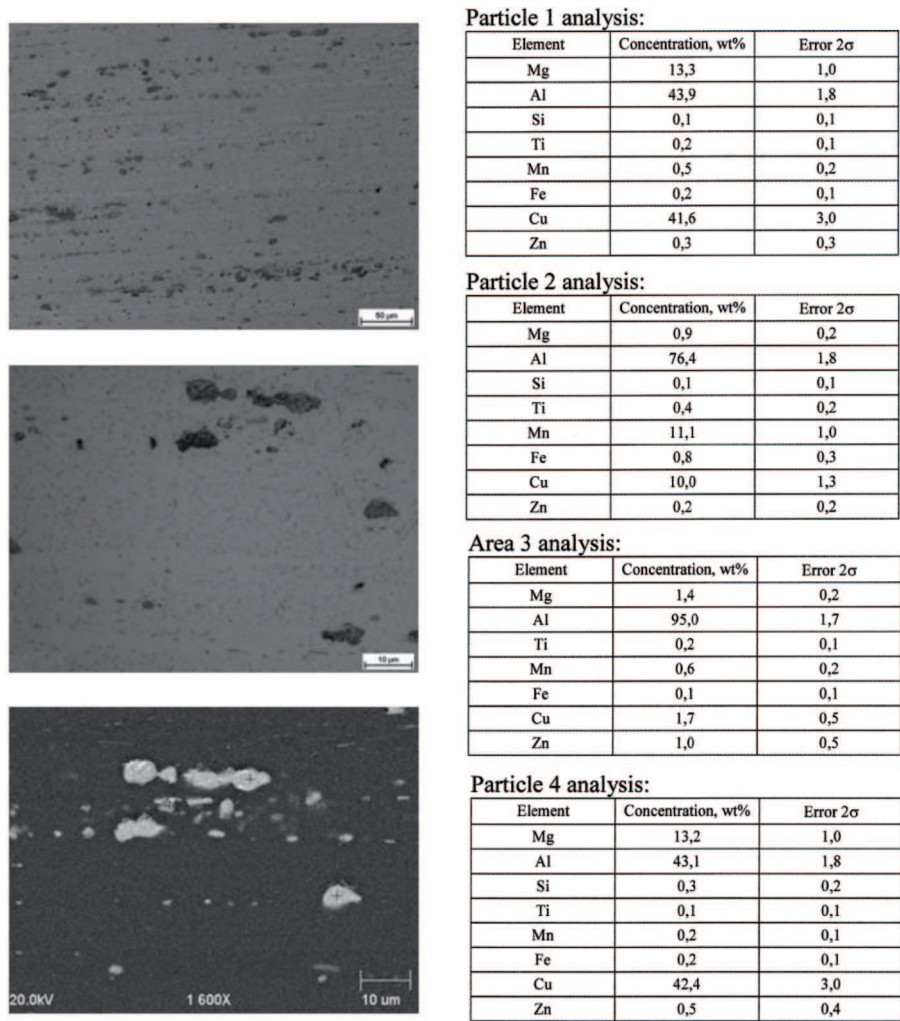 50 µm
10 µm
20.0kV 1 600X 10 um
Particle 1 analysis:
Element Concentration, wt% Error 2σ
Mg 13,3 1,0
Al 43,9 1,8
Si 0,1 0,1
Ti 0,2 0,1
Mn 0,5 0,2
Fe 0,2 0,1
Cu 41,6 3,0
Zn 0,3 0,3
Particle 2 analysis:
Element Concentration, wt% Error 2σ
Mg 0,9 0,2
Al 76,4 1,8
Si 0,1 0,1
Ti 0,4 0,2
Mn 11,1 1,0
Fe 0,8 0,3
Cu 10,0 1,3
Zn 0,2 0,2
Area 3 analysis:
Element Concentration, wt% Error 2σ
Mg 1,4 0,2
Al 95,0 1,7
Ti 0,2 0,1
Mn 0,6 0,2
Fe 0,1 0,1
Cu 1,7 0,5
Zn 1,0 0,5
Particle 4 analysis:
Element Concentration, wt% Error 2σ
Mg 13,2 1,0
Al 43,1 1,8
Si 0,3 0,2
Ti 0,1 0,1
Mn 0,2 0,1
Fe 0,2 0,1
Cu 42,4 3,0
Zn 0,5 0,4